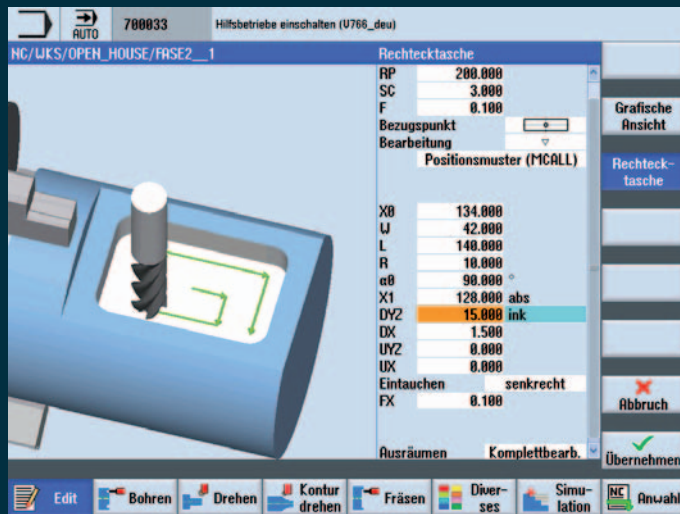 AUTO 700033 Hilfsbetriebe einschalten (V766_deu)
NC/WKS/OPEN_HOUSE/FASE2__1
Rechtecktasche
RP 200.000
SC 3.000
F 0.100
Bezugspunkt
Bearbeitung ▽
Positionsmuster (MCALL)
X0 134.000
W 42.000
L 140.000
R 10.000
α0 90.000 °
X1 128.000 abs
DYZ 15.000 ink
DX 1.500
UYZ 0.000
UX 0.000
Eintauchen senkrecht
FX 0.100
Ausräumen Komplettbearb.
Grafische
Ansicht
Rechteck-
tasche
Abbruch
Übernehmen
Edit
Bohren
Drehen
Kontur
drehen
Fräsen
Diver-
ses
Simu-
lation
NC Anwahl